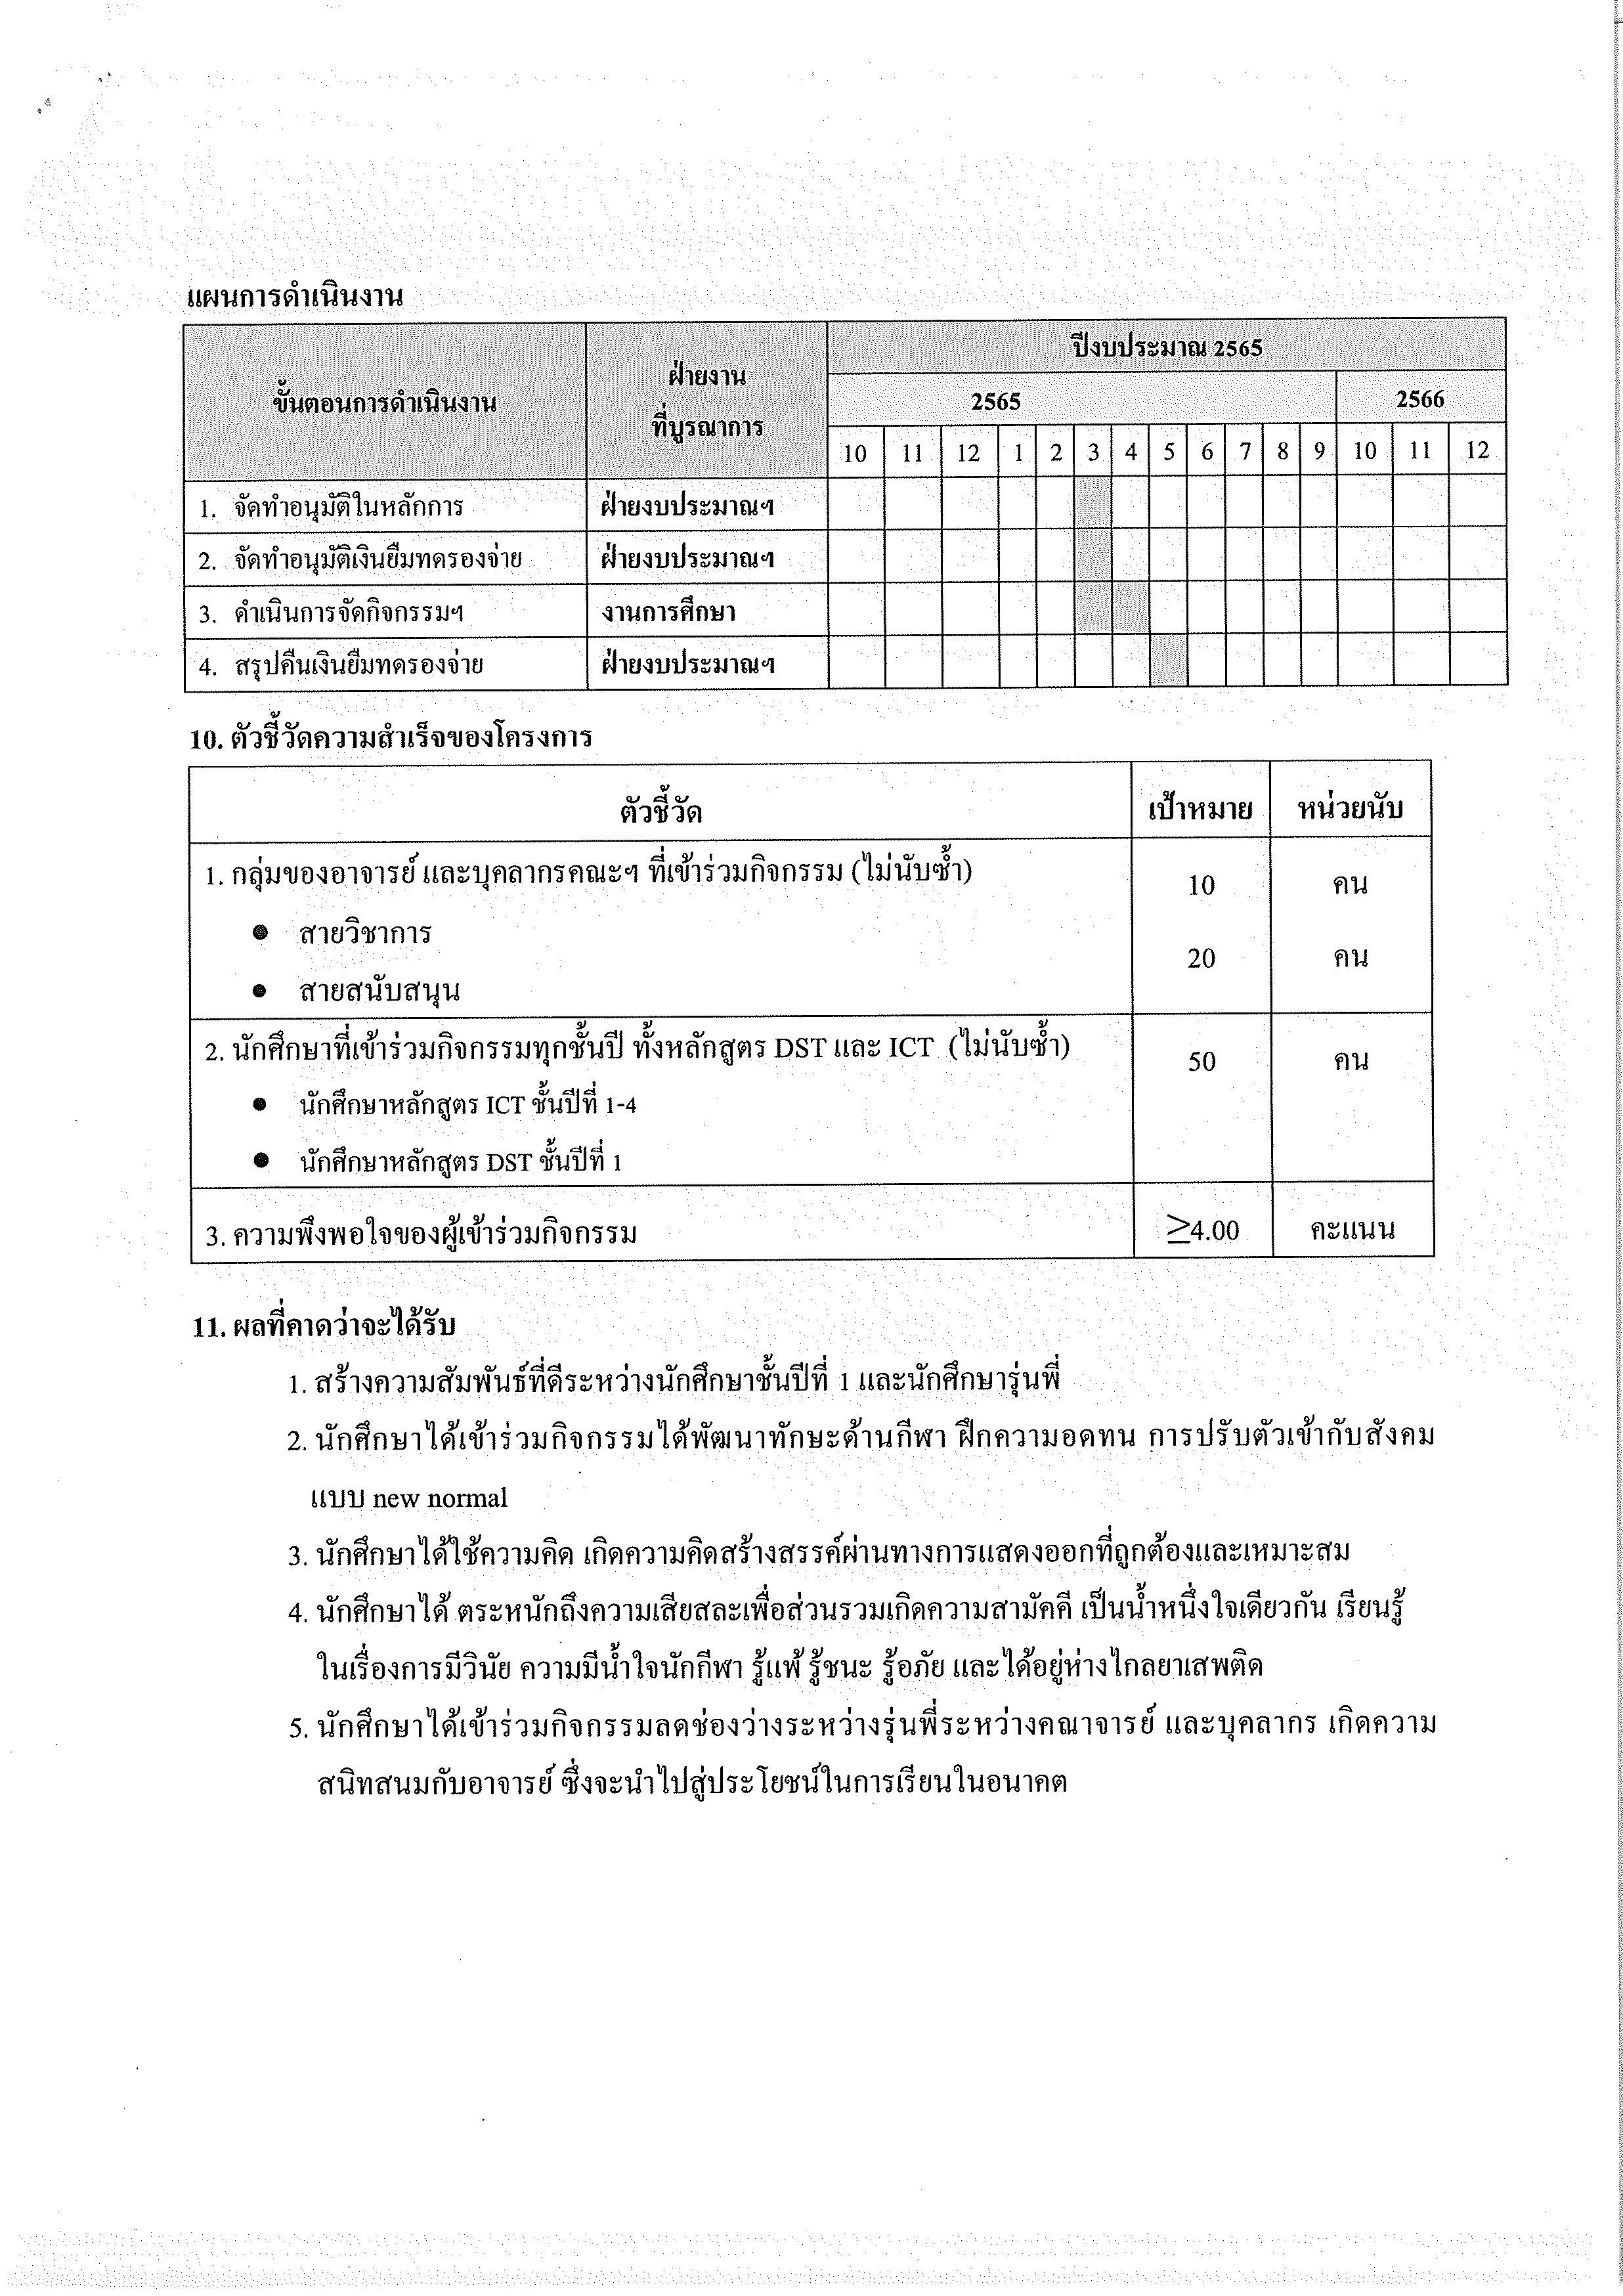 แผนการดำเนินงาน
ขั้นตอนการดำเนินงาน
ฝ่ายงาน
ที่บูรณาการ
ปีงบประมาณ 2565
2565 2566
10 11 12 1 2 3 4 5 6 7 8 9 10 11 12
1. จัดทำอนุมัติในหลักการ ฝ่ายงบประมาณฯ
2. จัดทำอนุมัติเงินยืมทดรองจ่าย ฝ่ายงบประมาณฯ
3. ดำเนินการจัดกิจกรรมฯ งานการศึกษา
4. สรุปคืนเงินยืมทดรองจ่าย ฝ่ายงบประมาณฯ
10. ตัวชี้วัดความสำเร็จของโครงการ
ตัวชี้วัด เป้าหมาย หน่วยนับ
1. กลุ่มของอาจารย์ และบุคลากรคณะฯ ที่เข้าร่วมกิจกรรม (ไม่นับซ้ำ) 10 คน
● สายวิชาการ
20 คน
● สายสนับสนุน
2. นักศึกษาที่เข้าร่วมกิจกรรมทุกชั้นปี ทั้งหลักสูตร DST และ ICT (ไม่นับซ้ำ) 50 คน
● นักศึกษาหลักสูตร ICT ชั้นปีที่ 1-4
● นักศึกษาหลักสูตร DST ชั้นปีที่ 1
3. ความพึงพอใจของผู้เข้าร่วมกิจกรรม ≥4.00 คะแนน
11. ผลที่คาดว่าจะได้รับ
1. สร้างความสัมพันธ์ที่ดีระหว่างนักศึกษาชั้นปีที่ 1 และนักศึกษารุ่นพี่
2. นักศึกษาได้เข้าร่วมกิจกรรมได้พัฒนาทักษะด้านกีฬา ฝึกความอดทน การปรับตัวเข้ากับสังคม
แบบ new normal
3. นักศึกษาได้ใช้ความคิด เกิดความคิดสร้างสรรค์ผ่านทางการแสดงออกที่ถูกต้องและเหมาะสม
4. นักศึกษาได้ ตระหนักถึงความเสียสละเพื่อส่วนรวมเกิดความสามัคคี เป็นน้ำหนึ่งใจเดียวกัน เรียนรู้
ในเรื่องการมีวินัย ความมีน้ำใจนักกีฬา รู้แพ้ รู้ชนะ รู้อภัย และได้อยู่ห่างไกลยาเสพติด
5. นักศึกษาได้เข้าร่วมกิจกรรมลดช่องว่างระหว่างรุ่นพี่ระหว่างคณาจารย์ และบุคลากร เกิดความ
สนิทสนมกับอาจารย์ ซึ่งจะนำไปสู่ประโยชน์ในการเรียนในอนาคต